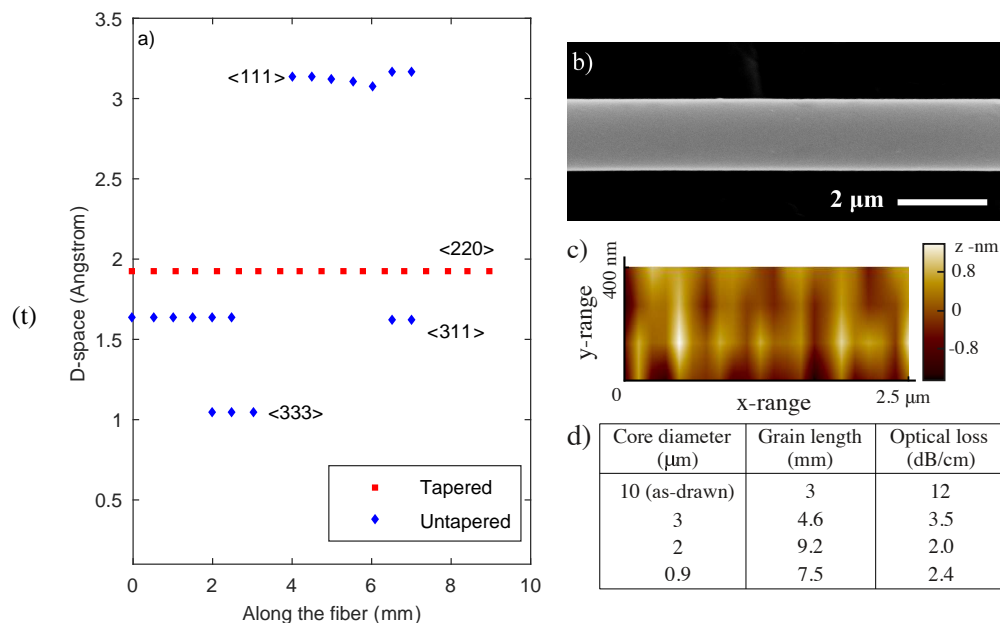 a)
3.5
3
2.5
2
1.5
1
0.5
0
2
4
6
8
10
D-space (Angstrom)
Along the fiber (mm)
(t)
<111>
<220>
<311>
<333>
Tapered
Untapered
b)
2 μm
c)
400 nm
y-range
0
x-range
2.5 μm
z -nm
0.8
0
-0.8
d)
Core diameter Grain length Optical loss
(μm) (mm) (dB/cm)
10 (as-drawn) 3 12
3 4.6 3.5
2 9.2 2.0
0.9 7.5 2.4